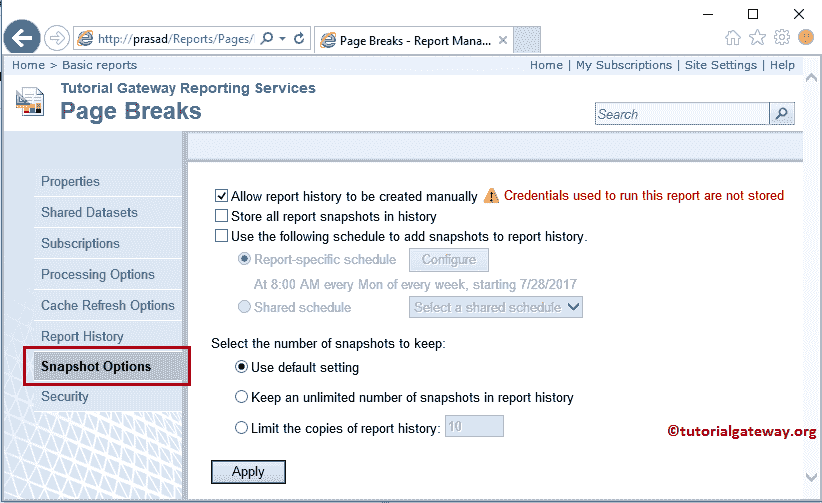 http://prasad/Reports/Pages/
Page Breaks - Report Mana...
Home > Basic reports
Home | My Subscriptions | Site Settings | Help
Tutorial Gateway Reporting Services
Page Breaks
Search
Properties
Shared Datasets
Subscriptions
Processing Options
Cache Refresh Options
Report History
Snapshot Options
Security
Allow report history to be created manually
Credentials used to run this report are not stored
Store all report snapshots in history
Use the following schedule to add snapshots to report history.
Report-specific schedule
Configure
At 8:00 AM every Mon of every week, starting 7/28/2017
Shared schedule
Select a shared schedule
Select the number of snapshots to keep:
Use default setting
Keep an unlimited number of snapshots in report history
Limit the copies of report history:
10
©tutorialgateway.org
Apply